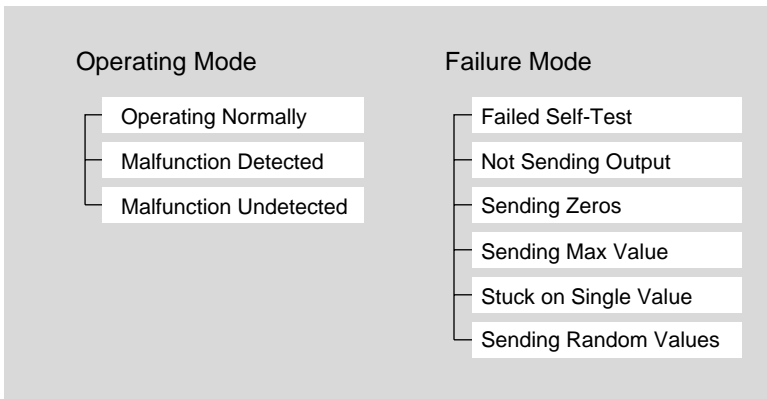 Operating Mode
Operating Normally
Malfunction Detected
Malfunction Undetected
Failure Mode
Failed Self-Test
Not Sending Output
Sending Zeros
Sending Max Value
Stuck on Single Value
Sending Random Values